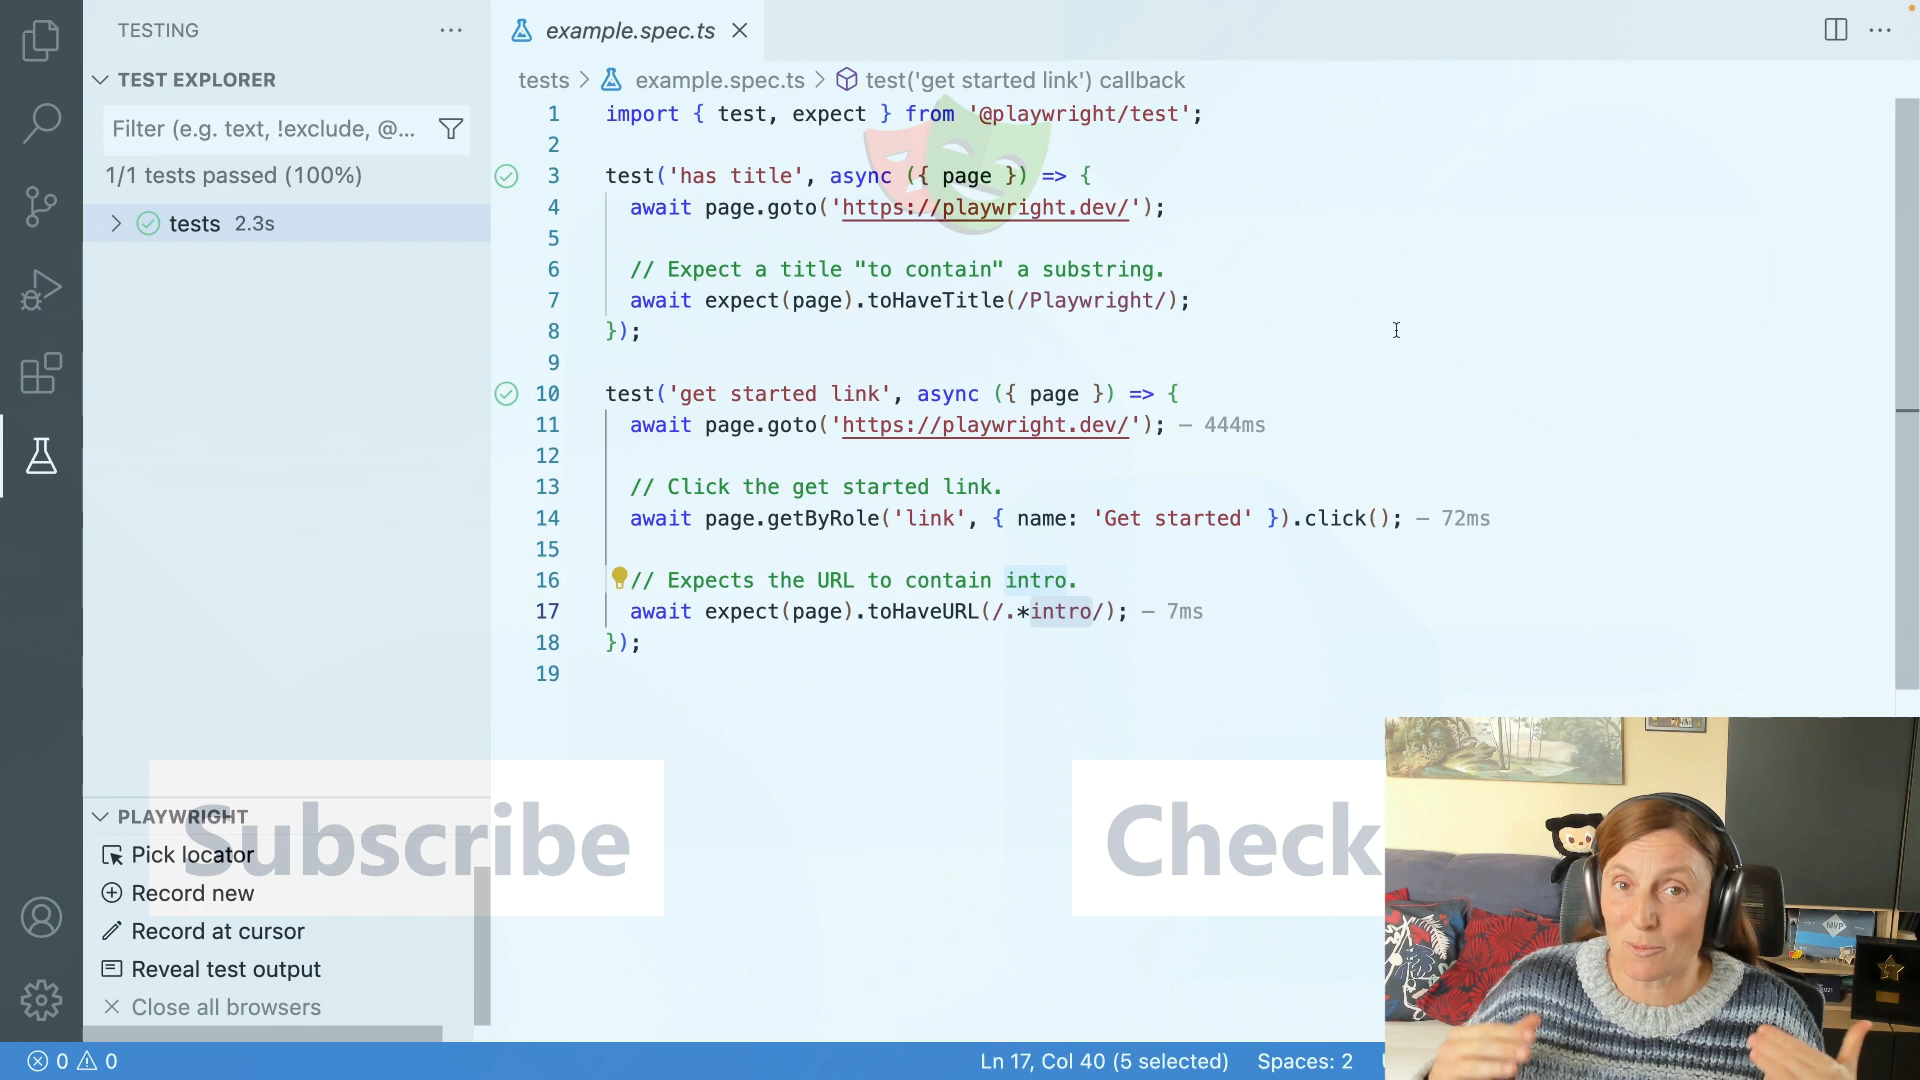 TESTING
TEST EXPLORER
Filter (e.g. text, !exclude, @...
1/1 tests passed (100%)
tests 2.3s
example.spec.ts
tests > example.spec.ts > test('get started link') callback
1 import { test, expect } from '@playwright/test';
2
3 test('has title', async ({ page }) => {
4 await page.goto('https://playwright.dev/');
5
6 // Expect a title "to contain" a substring.
7 await expect(page).toHaveTitle(/Playwright/);
8 });
9
10 test('get started link', async ({ page }) => {
11 await page.goto('https://playwright.dev/'); — 444ms
12
13 // Click the get started link.
14 await page.getByRole('link', { name: 'Get started' }).click(); — 72ms
15
16 // Expects the URL to contain intro.
17 await expect(page).toHaveURL(/.*intro/); — 7ms
18 });
19
PLAYWRIGHT
Pick locator
Record new
Record at cursor
Reveal test output
Close all browsers
Subscribe
Check
MVP
0 0
Ln 17, Col 40 (5 selected) Spaces: 2